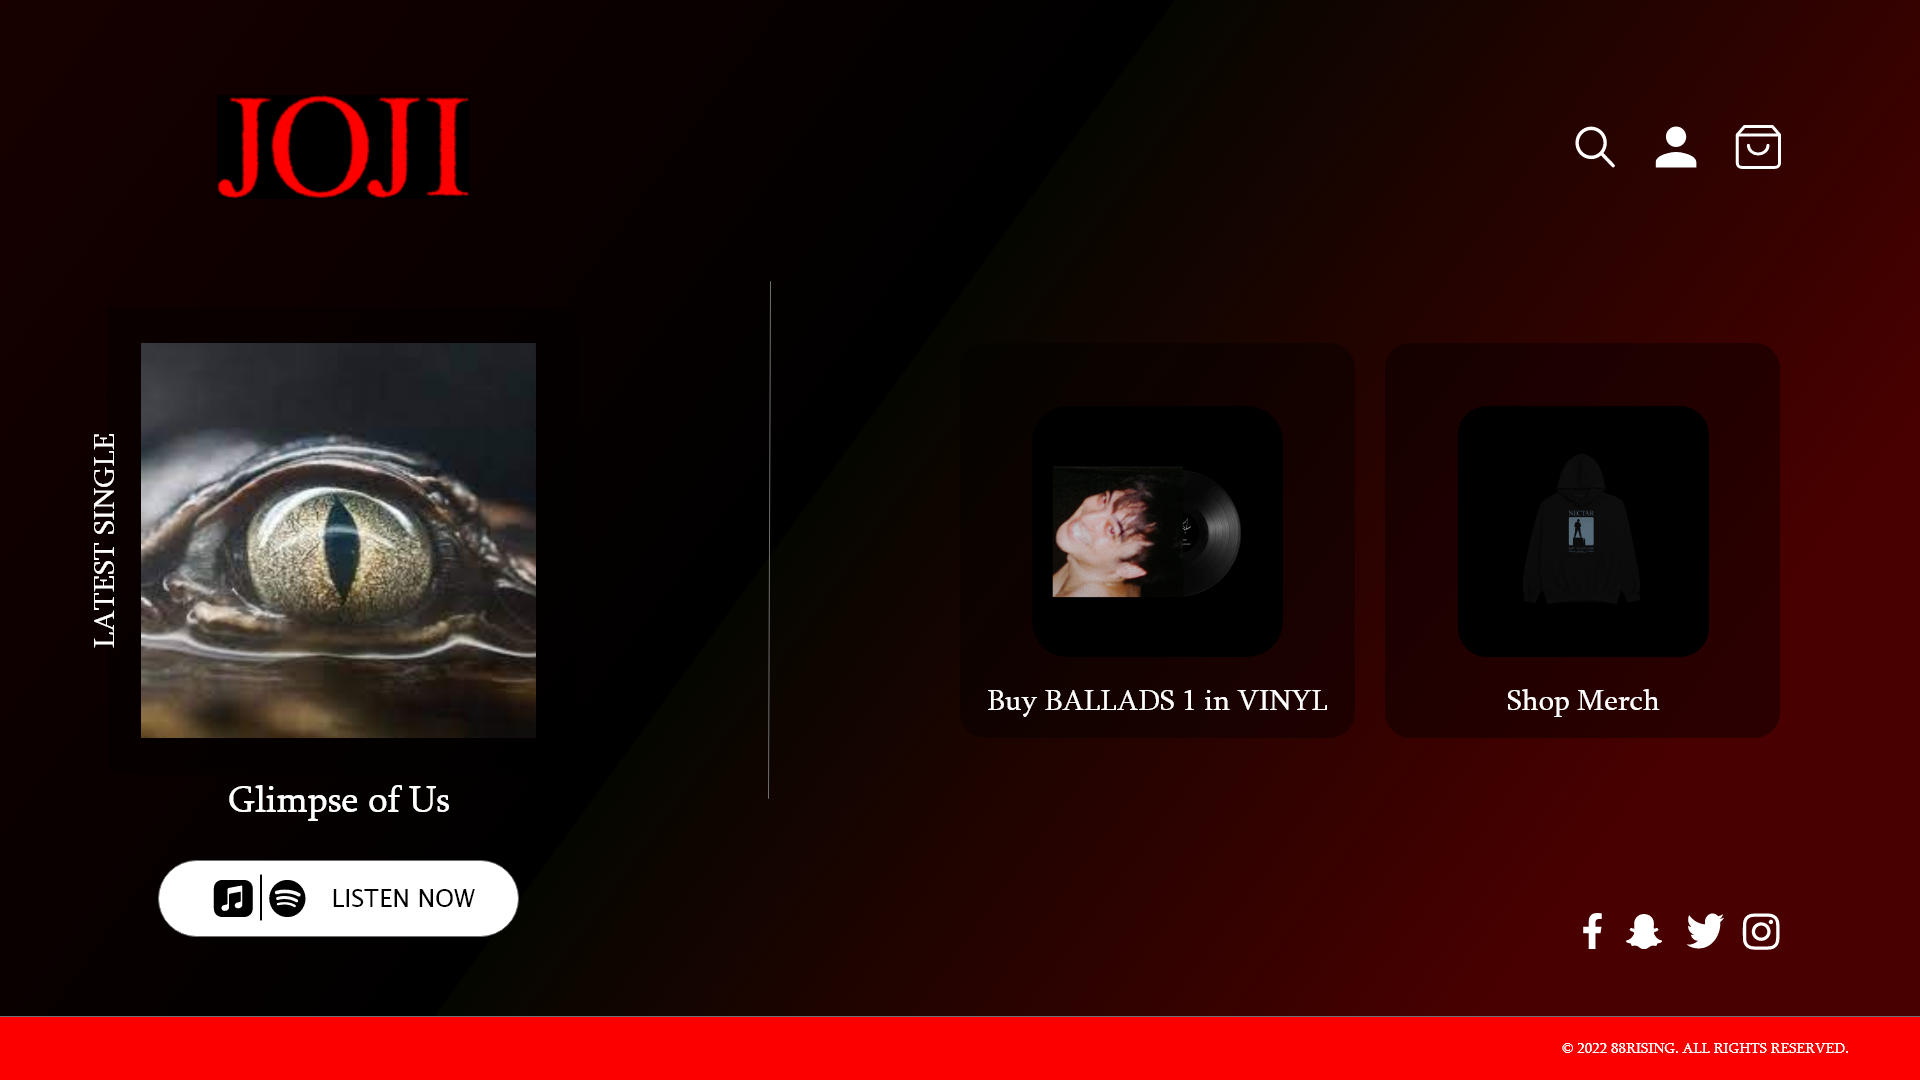 JOJI
LATEST SINGLE
Glimpse of Us
LISTEN NOW
NECTAR
Buy BALLADS 1 in VINYL
Shop Merch
© 2022 88RISING. ALL RIGHTS RESERVED.